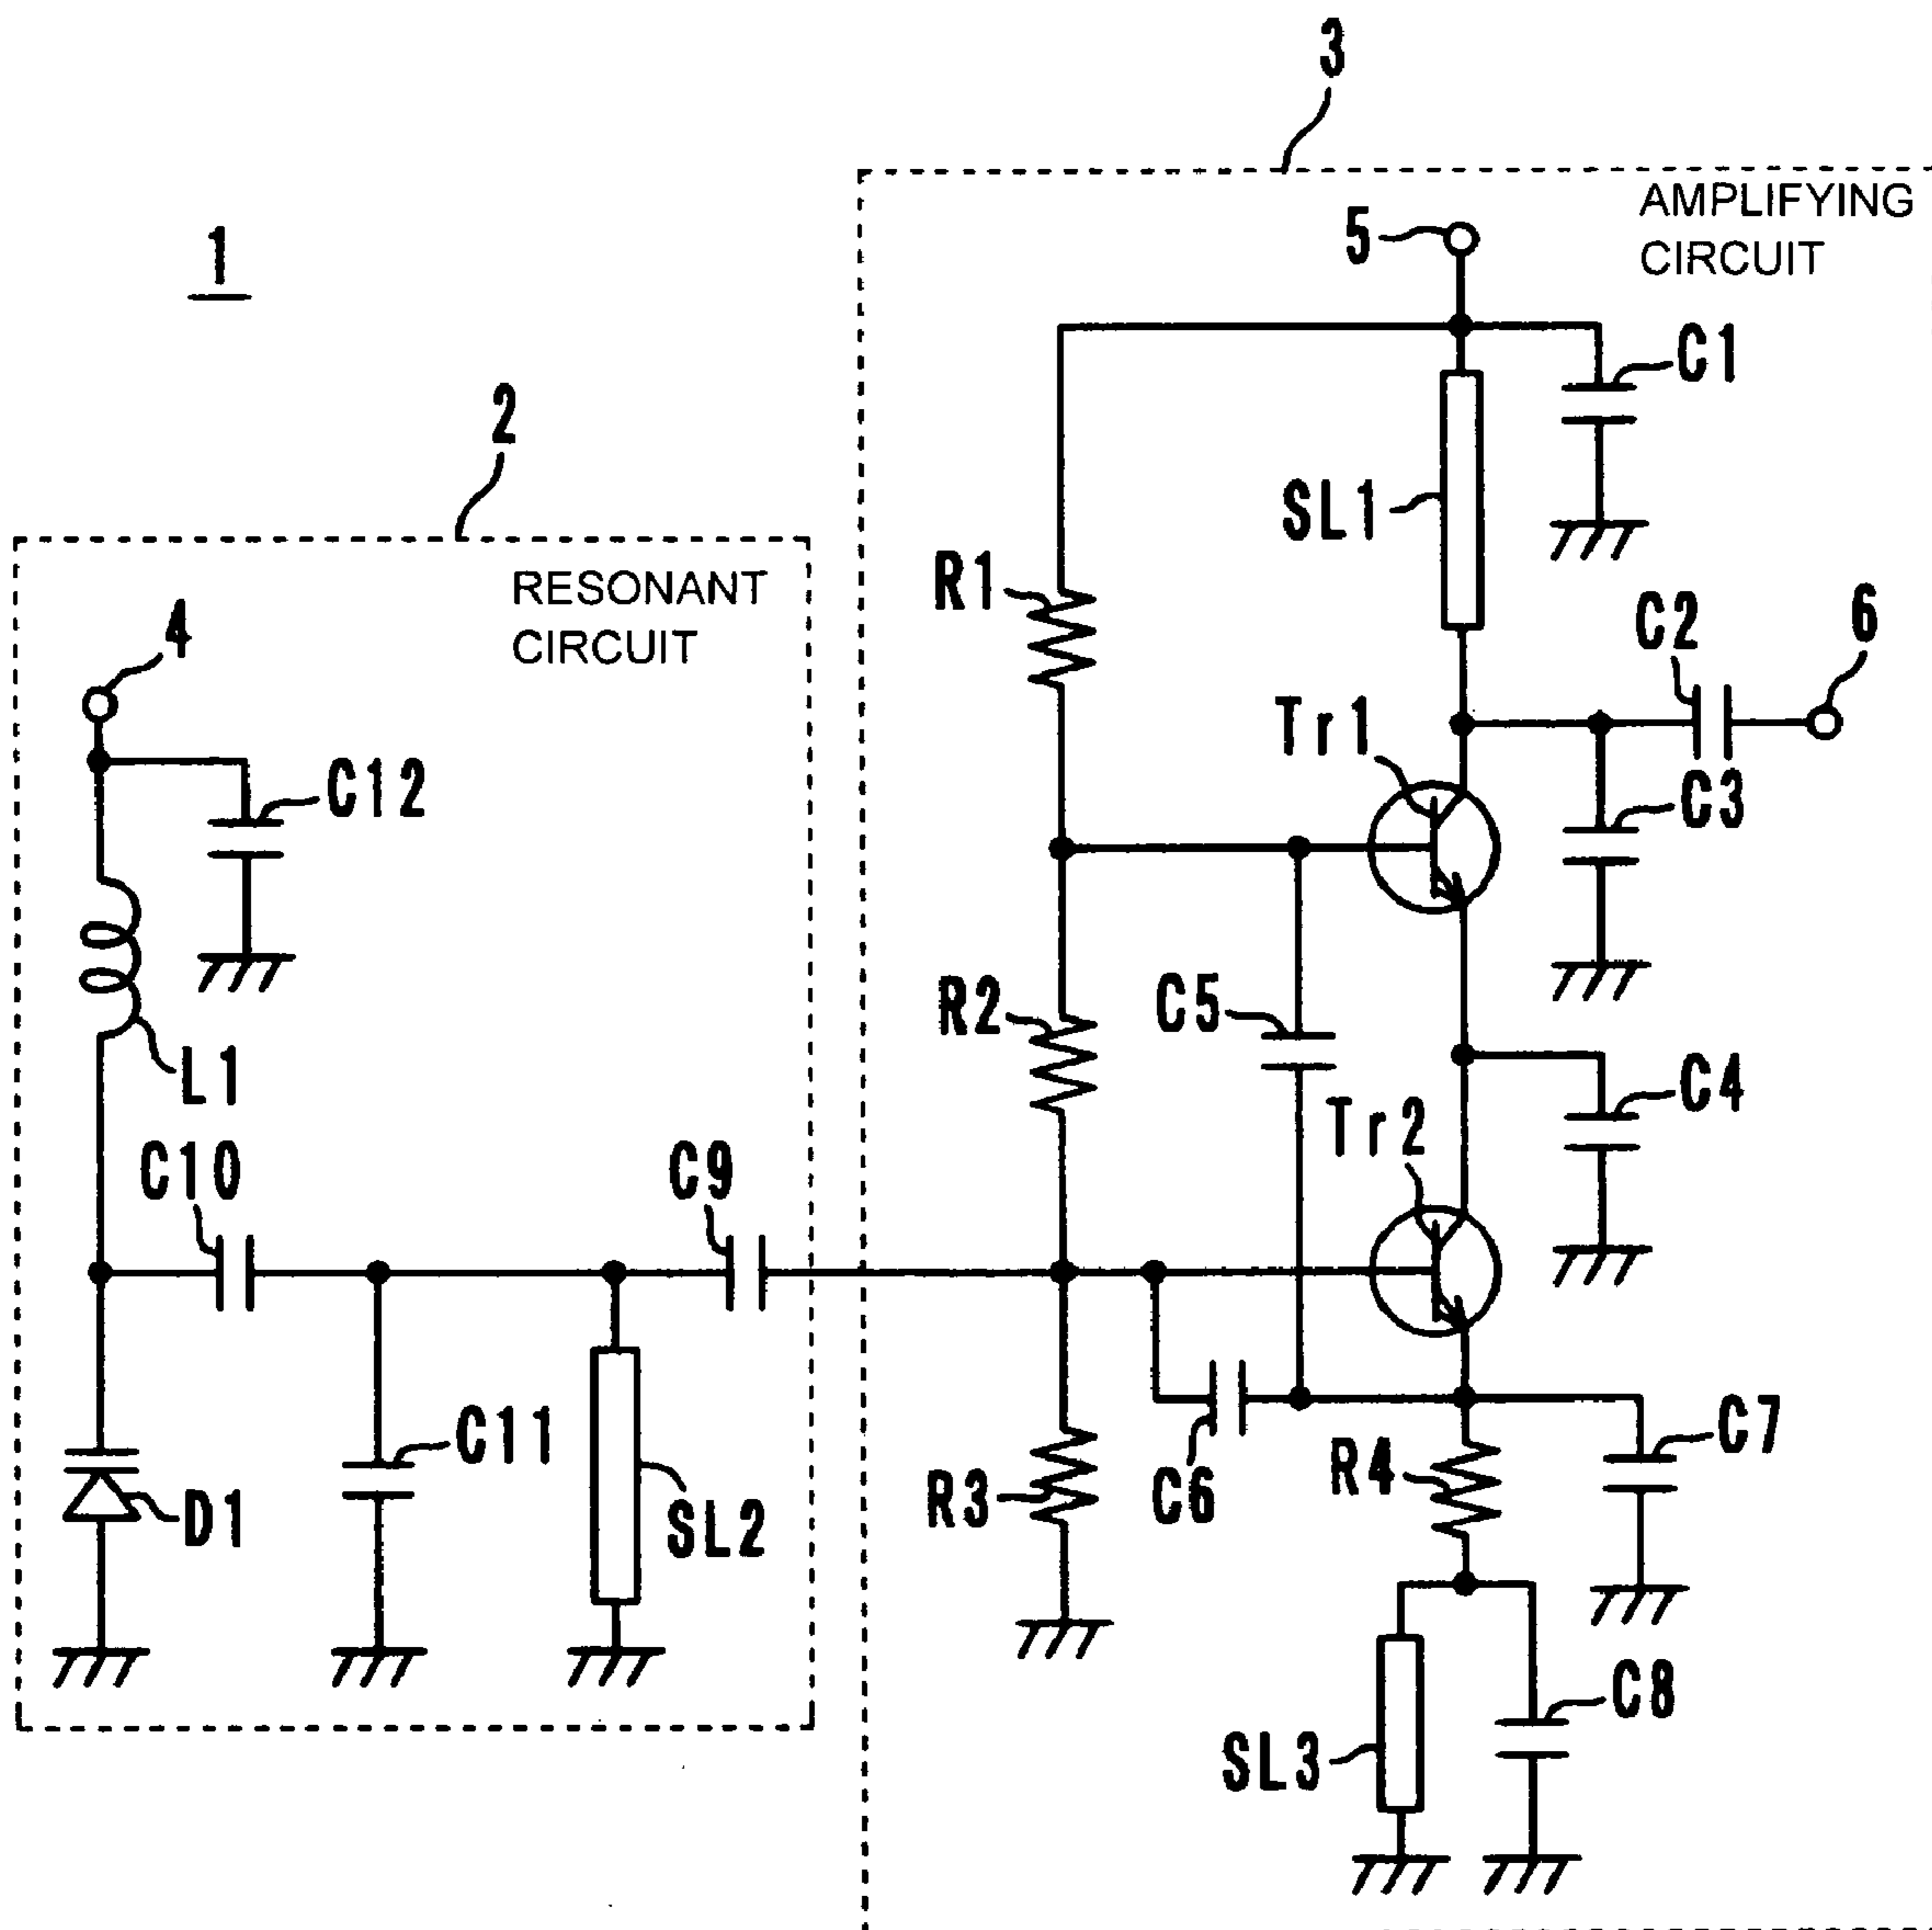 3
AMPLIFYING
CIRCUIT
5
1
C1
2
SL1
RESONANT
CIRCUIT
R1
C2
6
4
Tr1
C12
C3
R2
C5
L1
C4
Tr2
C10
C9
C11
C7
R4
D1
SL2
R3
C6
C8
SL3